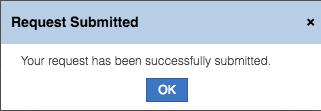 Request Submitted ×
Your request has been successfully submitted.
OK